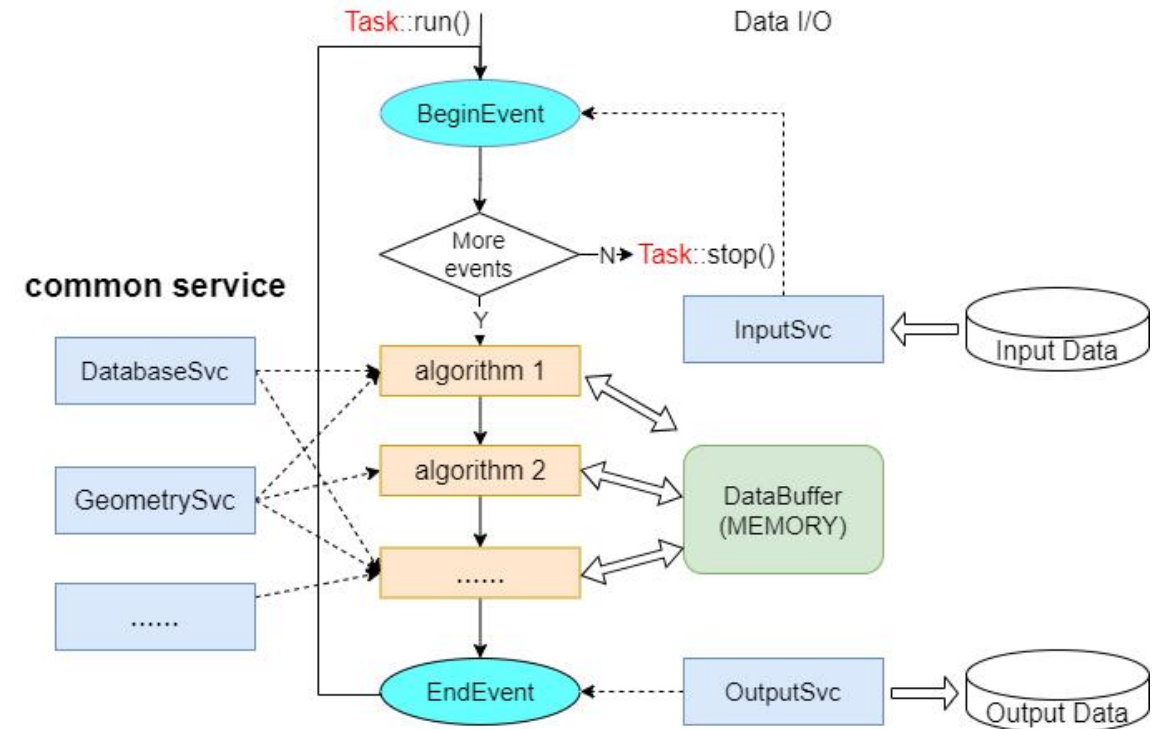 Task::run()
Data I/O
BeginEvent
More
events
N
Task::stop()
common service
Y
InputSvc
Input Data
DatabaseSvc
algorithm 1
algorithm 2
GeometrySvc
DataBuffer
(MEMORY)
......
......
EndEvent
OutputSvc
Output Data